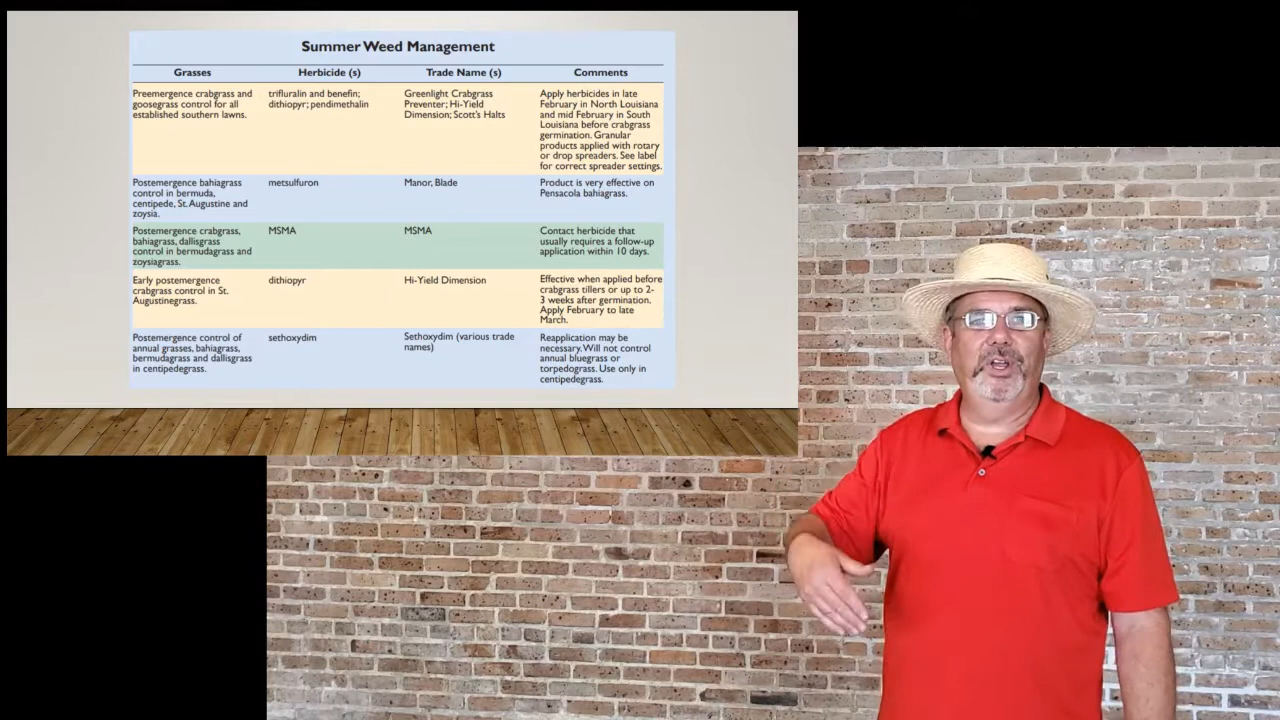 Summer Weed Management
Grasses Herbicide (s) Trade Name (s) Comments
Preemergence crabgrass and
goosegrass control for all
established southern lawns.
trifluralin and benefin;
dithiopyr; pendimethalin
Greenlight Crabgrass
Preventer; Hi-Yield
Dimension; Scott's Halts
Apply herbicides in late
February in North Louisiana
and mid February in South
Louisiana before crabgrass
germination. Granular
products applied with rotary
or drop spreaders. See label
for correct spreader settings.
Postemergence bahiagrass
control in bermuda,
centipede, St. Augustine and
zoysia.
metsulfuron
Manor, Blade
Product is very effective on
Pensacola bahiagrass.
Postemergence crabgrass,
bahiagrass, dallisgrass
control in bermudagrass and
zoysiagrass.
MSMA
MSMA
Contact herbicide that
usually requires a follow-up
application within 10 days.
Early postemergence
crabgrass control in St.
Augustinegrass.
dithiopyr
Hi-Yield Dimension
Effective when applied before
crabgrass tillers or up to 2-
3 weeks after germination.
Apply February to late
March.
Postemergence control of
annual grasses, bahiagrass,
bermudagrass and dallisgrass
in centipedegrass.
sethoxydim
Sethoxydim (various trade
names)
Reapplication may be
necessary. Will not control
annual bluegrass or
torpedograss. Use only in
centipedegrass.